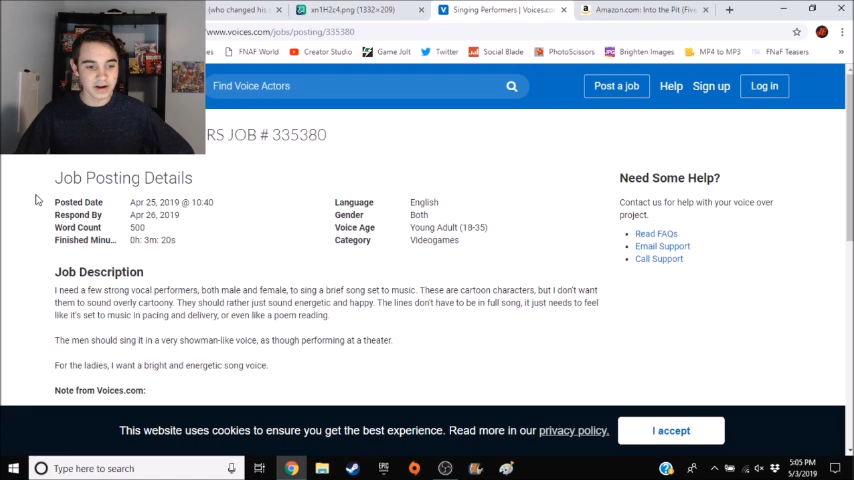 (who changed his
xn1H2c4.png (1332×209)
Singing Performers | Voices.co
Amazon.com: Into the Pit (Five
www.voices.com/jobs/posting/335380
FNAF World
Creator Studio
Game Jolt
Twitter
Social Blade
PhotoScissors
Brighten Images
MP4 to MP3
FNaF Teasers
Find Voice Actors
Post a job
Help
Sign up
Log in
RS JOB # 335380
Job Posting Details
Posted Date Apr 25, 2019 @ 10:40
Respond By Apr 26, 2019
Word Count 500
Finished Minu... 0h: 3m: 20s
Language English
Gender Both
Voice Age Young Adult (18-35)
Category Videogames
Need Some Help?
Contact us for help with your voice over
project.
Read FAQs
Email Support
Call Support
Job Description
I need a few strong vocal performers, both male and female, to sing a brief song set to music. These are cartoon characters, but I don't want
them to sound overly cartoony. They should rather just sound energetic and happy. The lines don't have to be in full song, it just needs to feel
like it's set to music in pacing and delivery, or even like a poem reading.
The men should sing it in a very showman-like voice, as though performing at a theater.
For the ladies, I want a bright and energetic song voice.
Note from Voices.com:
This website uses cookies to ensure you get the best experience. Read more in our privacy policy.
I accept
Type here to search
EPIC
5:05 PM
5/3/2019